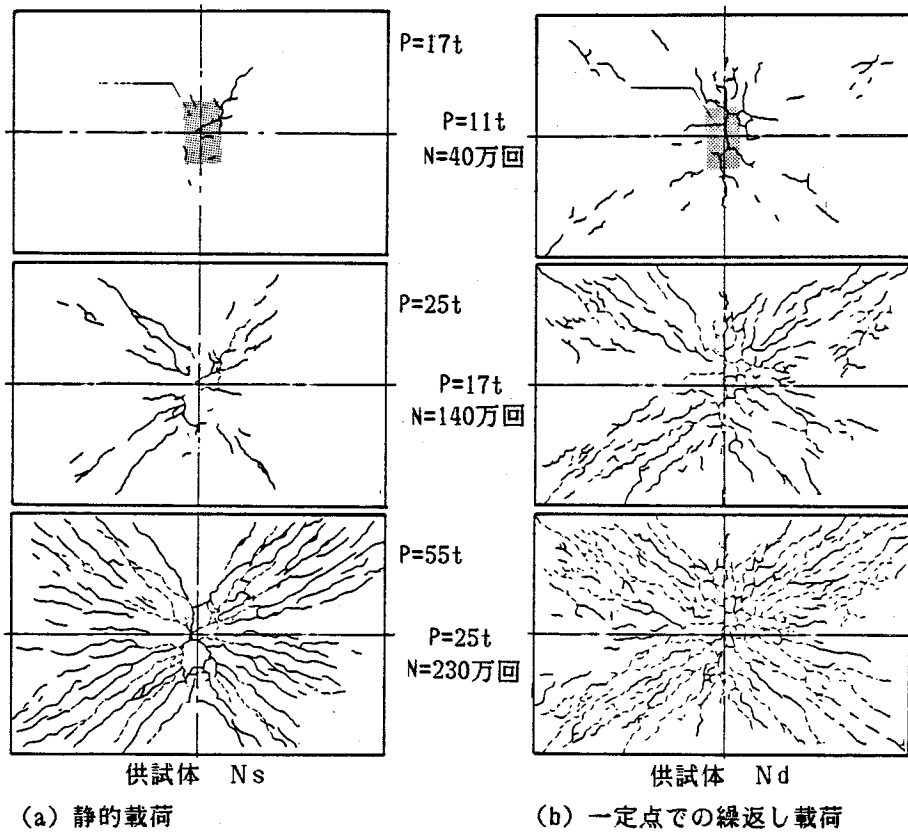 P=17t
P=11t
N=40万回
P=25t
P=17t
N=140万回
P=55t
P=25t
N=230万回
供試体 Ns
供試体 Nd
(a) 静的載荷
(b) 一定点での繰返し載荷